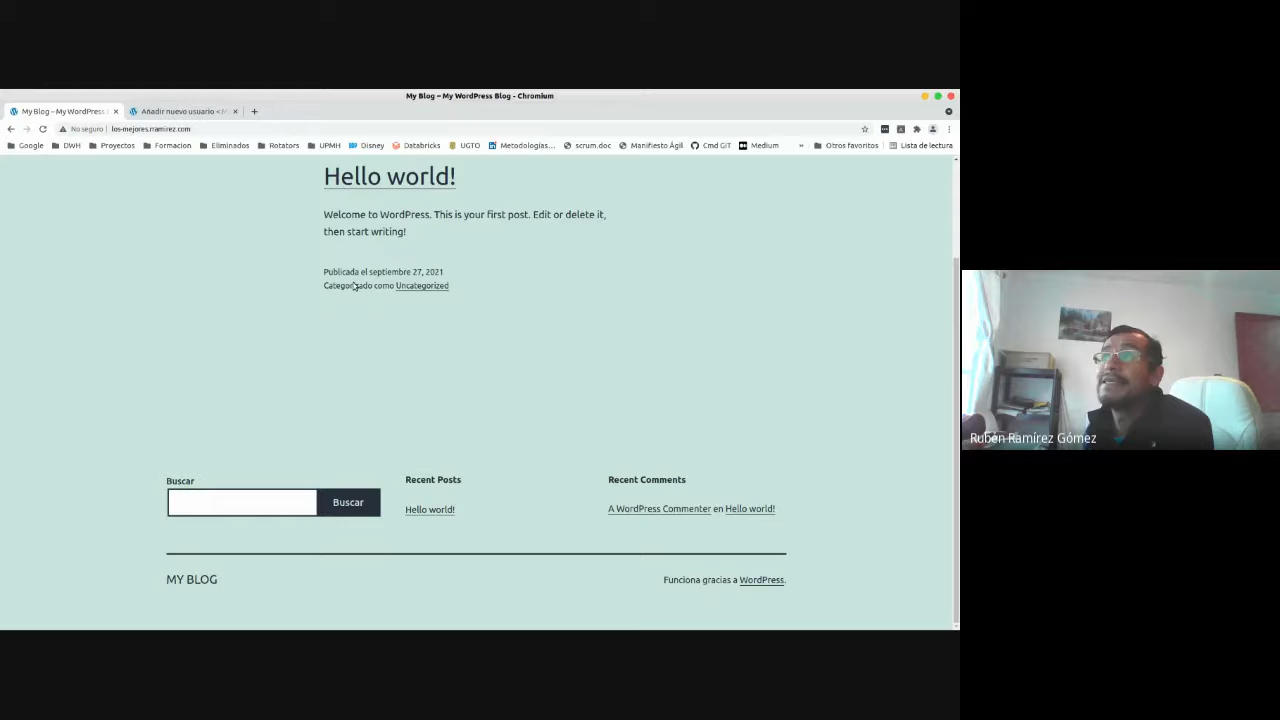 My Blog – My WordPress Blog - Chromium
My Blog – My WordPress
Añadir nuevo usuario < M
No seguro | los-mejores.rramirez.com
Google DWH Proyectos Formacion Eliminados Rotators UPMH Disney Databricks UGTO Metodologías... scrum.doc Manifiesto Ágil Cmd GIT Medium » Otros favoritos Lista de lectura
Hello world!
Welcome to WordPress. This is your first post. Edit or delete it,
then start writing!
Publicada el septiembre 27, 2021
Categorizado como Uncategorized
Buscar
Buscar
Recent Posts
Hello world!
Recent Comments
A WordPress Commenter en Hello world!
MY BLOG
Funciona gracias a WordPress.
Rubén Ramírez Gómez